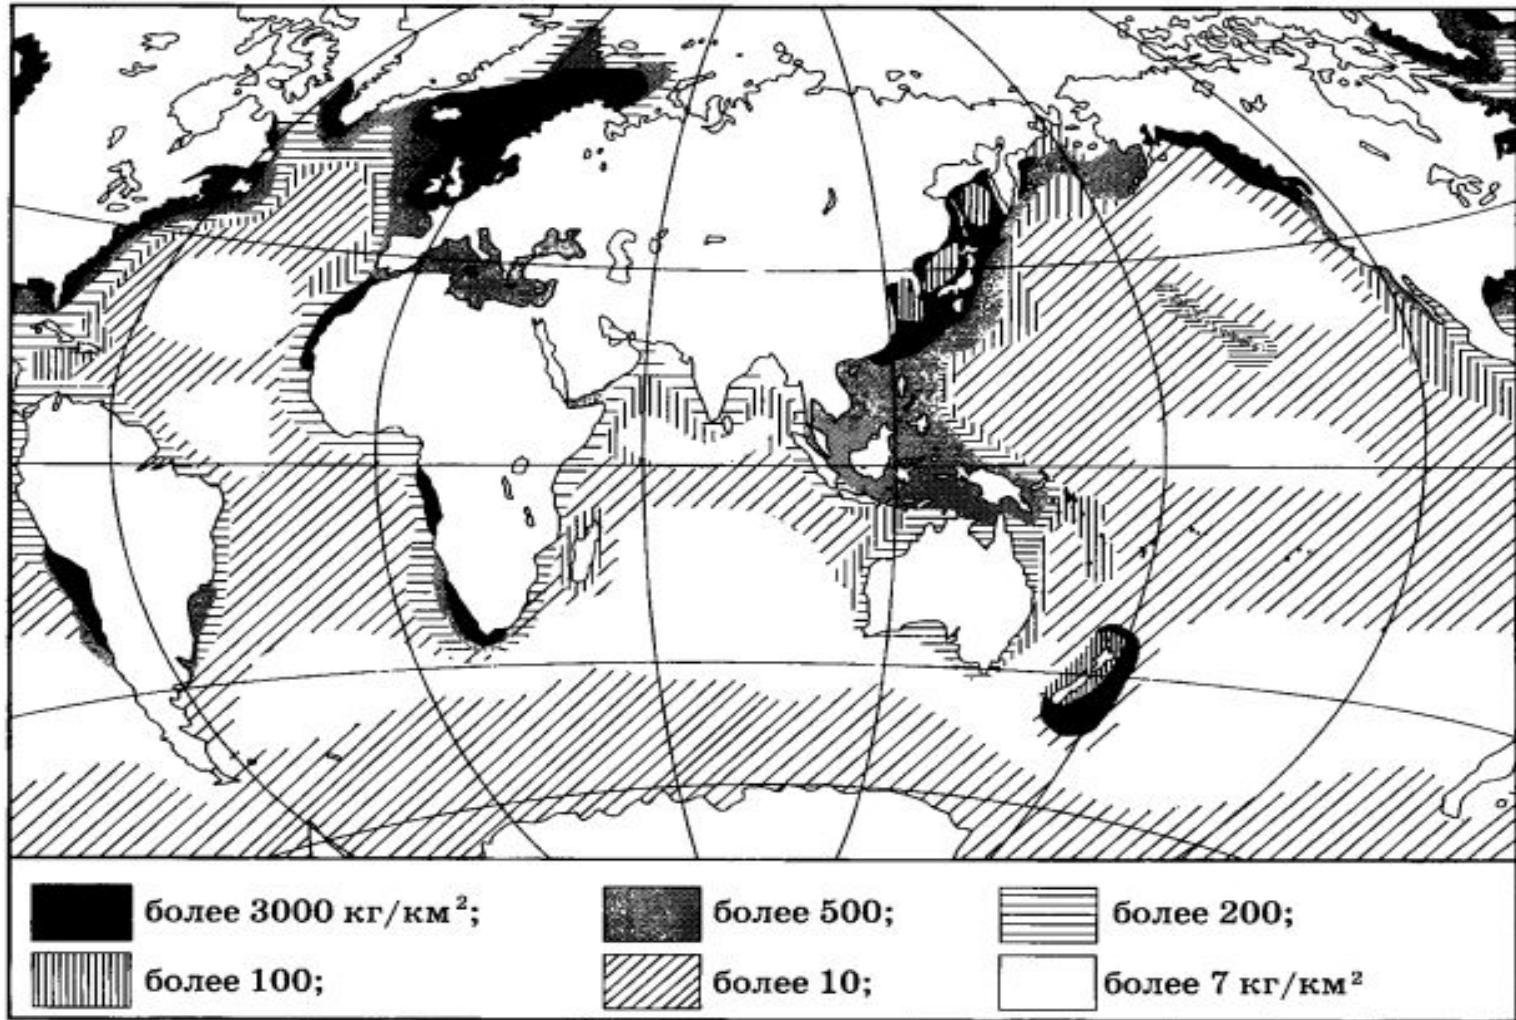 более 3000 кг/км²; более 500; более 200;
более 100; более 10; более 7 кг/км²